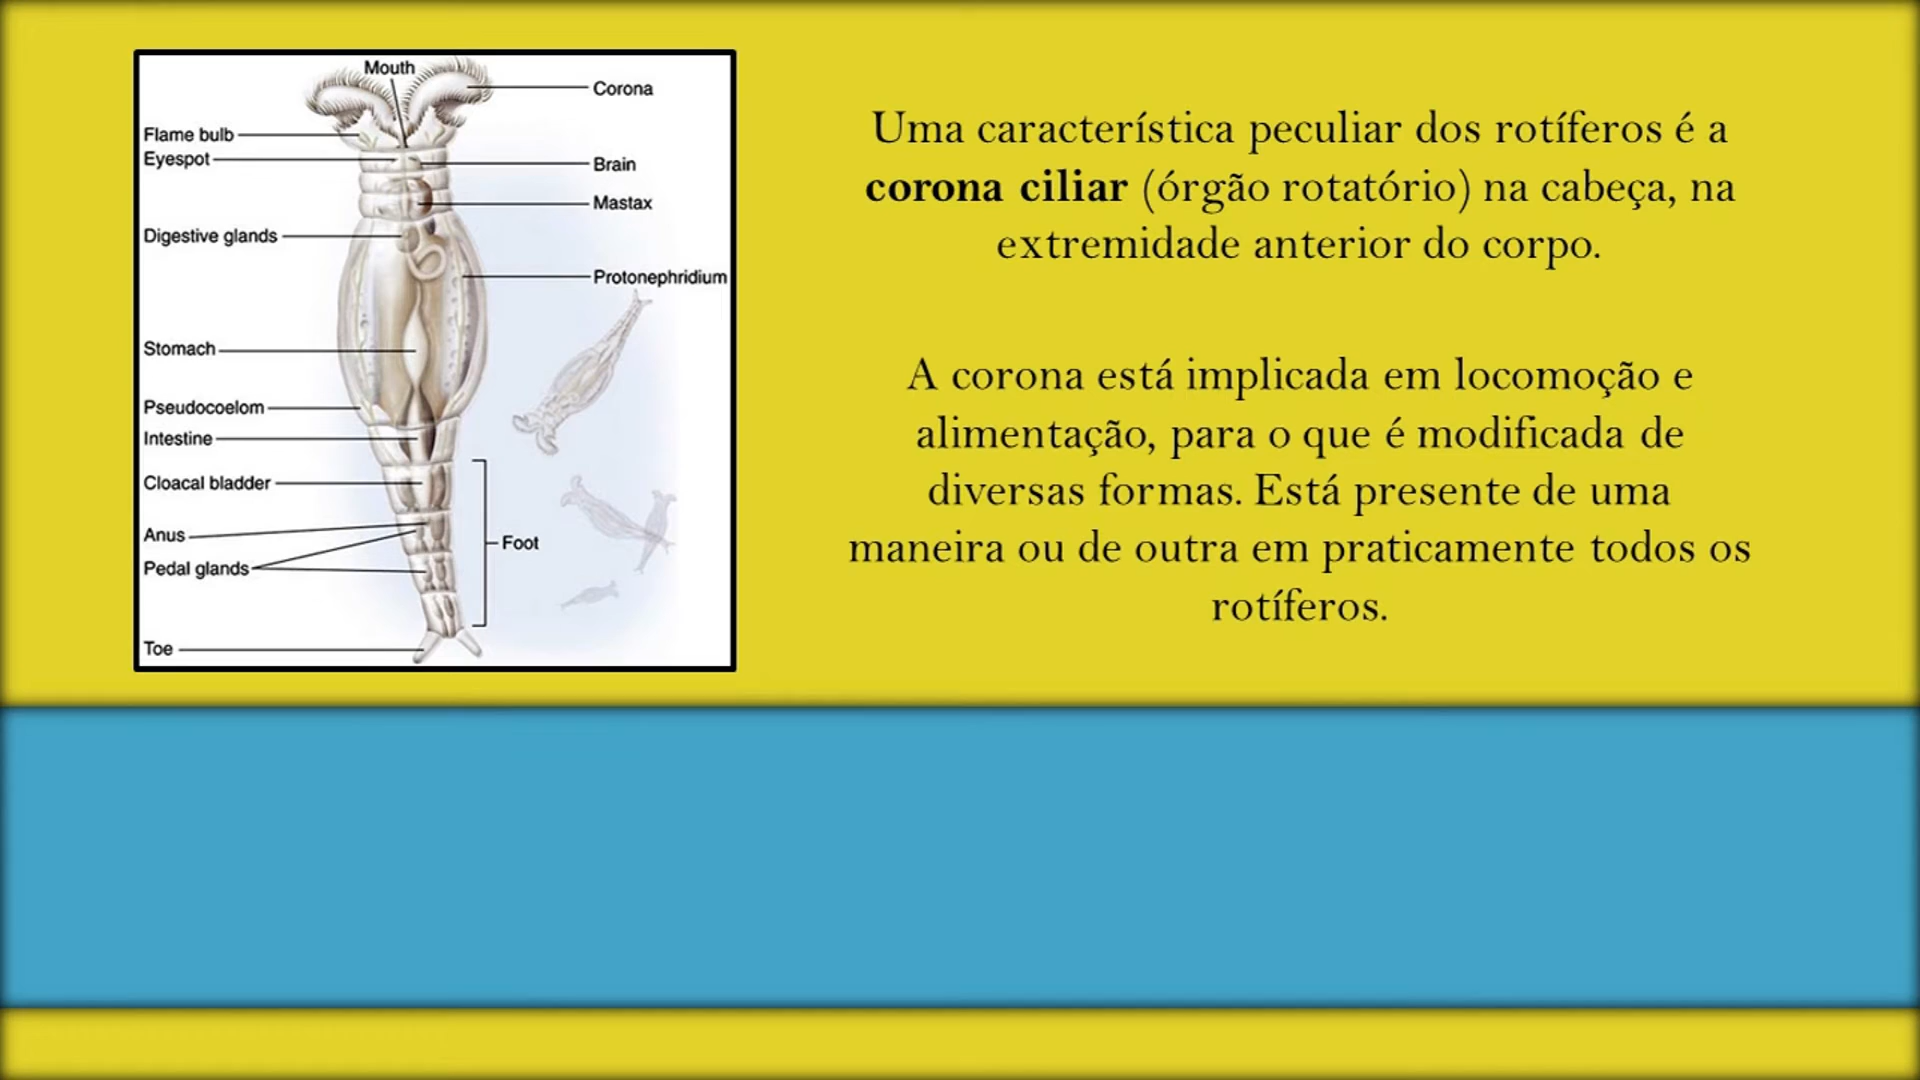 Mouth
Corona
Flame bulb
Eyespot
Brain
Mastax
Digestive glands
Protonephridium
Stomach
Pseudocoelom
Intestine
Cloacal bladder
Anus
Foot
Pedal glands
Toe
Uma característica peculiar dos rotíferos é a
corona ciliar (órgão rotatório) na cabeça, na
extremidade anterior do corpo.
A corona está implicada em locomoção e
alimentação, para o que é modificada de
diversas formas. Está presente de uma
maneira ou de outra em praticamente todos os
rotíferos.